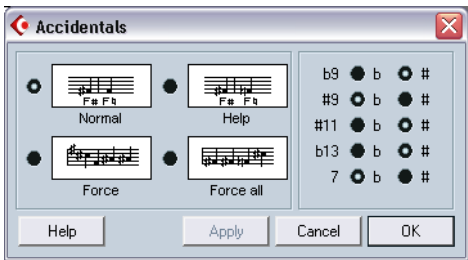 Accidentals
F# F♮
F# F♮
Normal
Help
Force
Force all
b9 b #
#9 b #
#11 b #
b13 b #
7 b #
Help
Apply
Cancel
OK